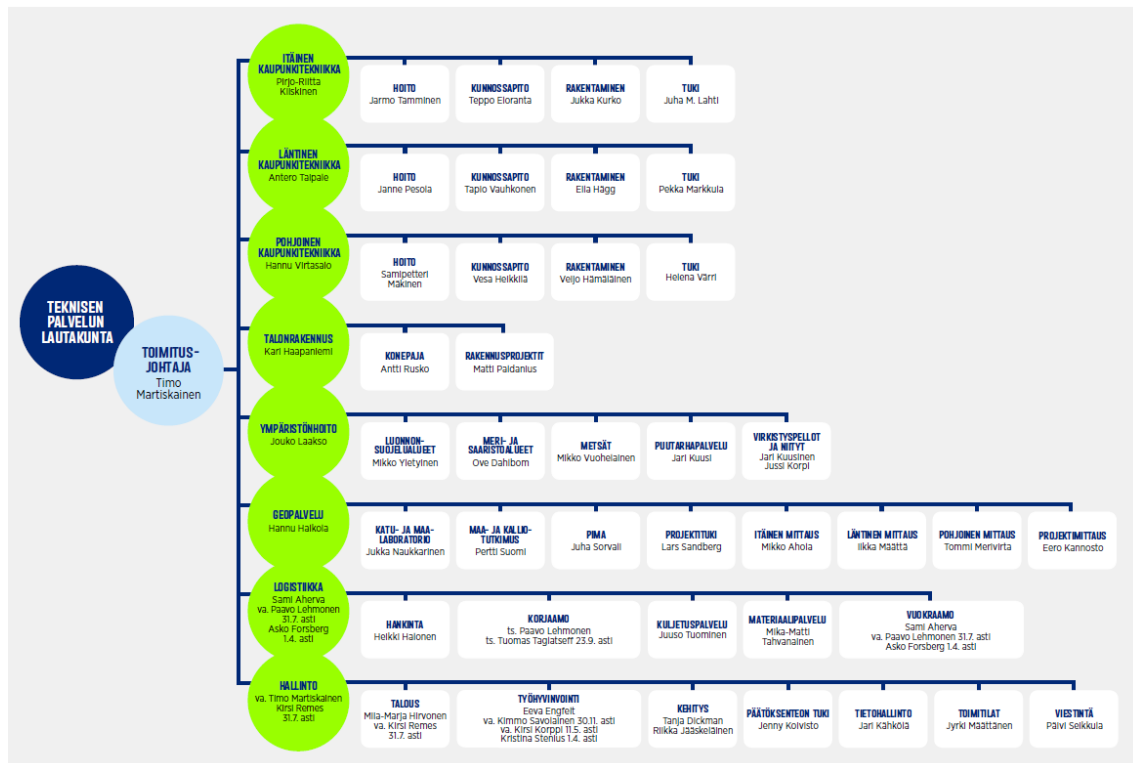 TEKNISEN
PALVELUN
LAUTAKUNTA
TOIMITUS-
JOHTAJA
Timo
Martiskainen
ITÄINEN
KAUPUNKITEKNIIKKA
Pirjo-Riitta
Kiiskinen
HOITO
Jarmo Tamminen
KUNNOSSAPITO
Teppo Eloranta
RAKENTAMINEN
Jukka Kurko
TUKI
Juha M. Lahti
LÄNTINEN
KAUPUNKITEKNIIKKA
Antero Taipale
HOITO
Janne Pesola
KUNNOSSAPITO
Tapio Vauhkonen
RAKENTAMINEN
Eila Hägg
TUKI
Pekka Markkula
POHJOINEN
KAUPUNKITEKNIIKKA
Hannu Virtasalo
HOITO
Samipetteri
Mäkinen
KUNNOSSAPITO
Vesa Heikkilä
RAKENTAMINEN
Veijo Hämäläinen
TUKI
Helena Värri
TALONRAKENNUS
Kari Haapaniemi
KONEPAJA
Antti Rusko
RAKENNUSPROJEKTIT
Matti Paldanius
YMPÄRISTÖNHOITO
Jouko Laakso
LUONNON-
SUOJELUALUEET
Mikko Yletyinen
MERI- JA
SAARISTOALUEET
Ove Dahlbom
METSÄT
Mikko Vuohelainen
PUUTARHAPALVELU
Jari Kuusi
VIRKISTYSPELLOT
JA NIITYT
Jari Kuusinen
Jussi Korpi
GEOPALVELU
Hannu Halkola
KATU- JA MAA-
LABORATORIO
Jukka Naukkarinen
MAA- JA KALLIO-
TUTKIMUS
Pertti Suomi
PIMA
Juha Sorvali
PROJEKTITUKI
Lars Sandberg
ITÄINEN MITTAUS
Mikko Ahola
LÄNTINEN MITTAUS
Iikka Määttä
POHJOINEN MITTAUS
Tommi Merivirta
PROJEKTIMITTAUS
Eero Kannosto
LOGISTIIKKA
Sami Aherva
va. Paavo Lehmonen
31.7. asti
Asko Forsberg
1.4. asti
HANKINTA
Heikki Halonen
KORJAAMO
ts. Paavo Lehmonen
ts. Tuomas Tagiatseff 23.9. asti
KULJETUSPALVELU
Juuso Tuominen
MATERIAALIPALVELU
Mika-Matti
Tahvanainen
VUOKRAAMO
Sami Aherva
va. Paavo Lehmonen 31.7. asti
Asko Forsberg 1.4. asti
HALLINTO
va. Timo Martiskainen
Kirsi Remes
31.7. asti
TALOUS
Miia-Marja Hirvonen
va. Kirsi Remes
31.7. asti
TYÖHYVINVOINTI
Eeva Engfelt
va. Kimmo Savolainen 30.11. asti
va. Kirsi Korppi 11.5. asti
Kristina Stenius 1.4. asti
KEHITYS
Tanja Dickman
Riikka Jääskeläinen
PÄÄTÖKSENTEON TUKI
Jenny Koivisto
TIETOHALLINTO
Jari Kähkölä
TOIMITILAT
Jyrki Määttänen
VIESTINTÄ
Päivi Seikkula